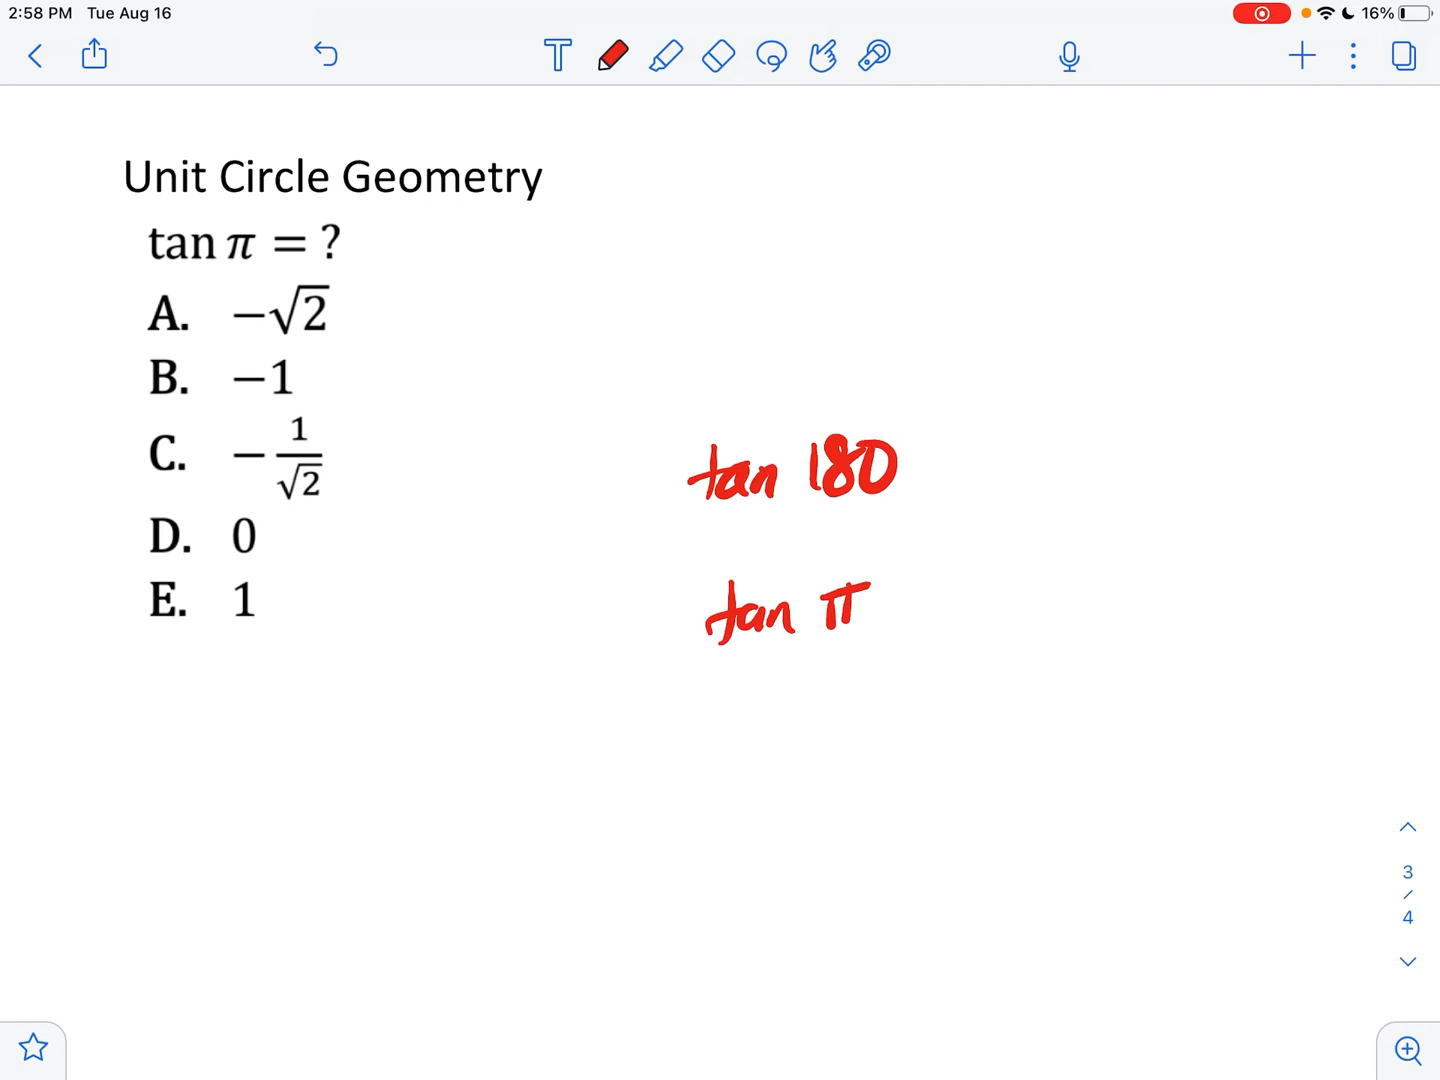 2:58 PM Tue Aug 16 16%
T
Unit Circle Geometry
tan π = ?
A. −√2
B. −1
C. −1/√2
D. 0
E. 1
tan 180
tan π
3
/
4